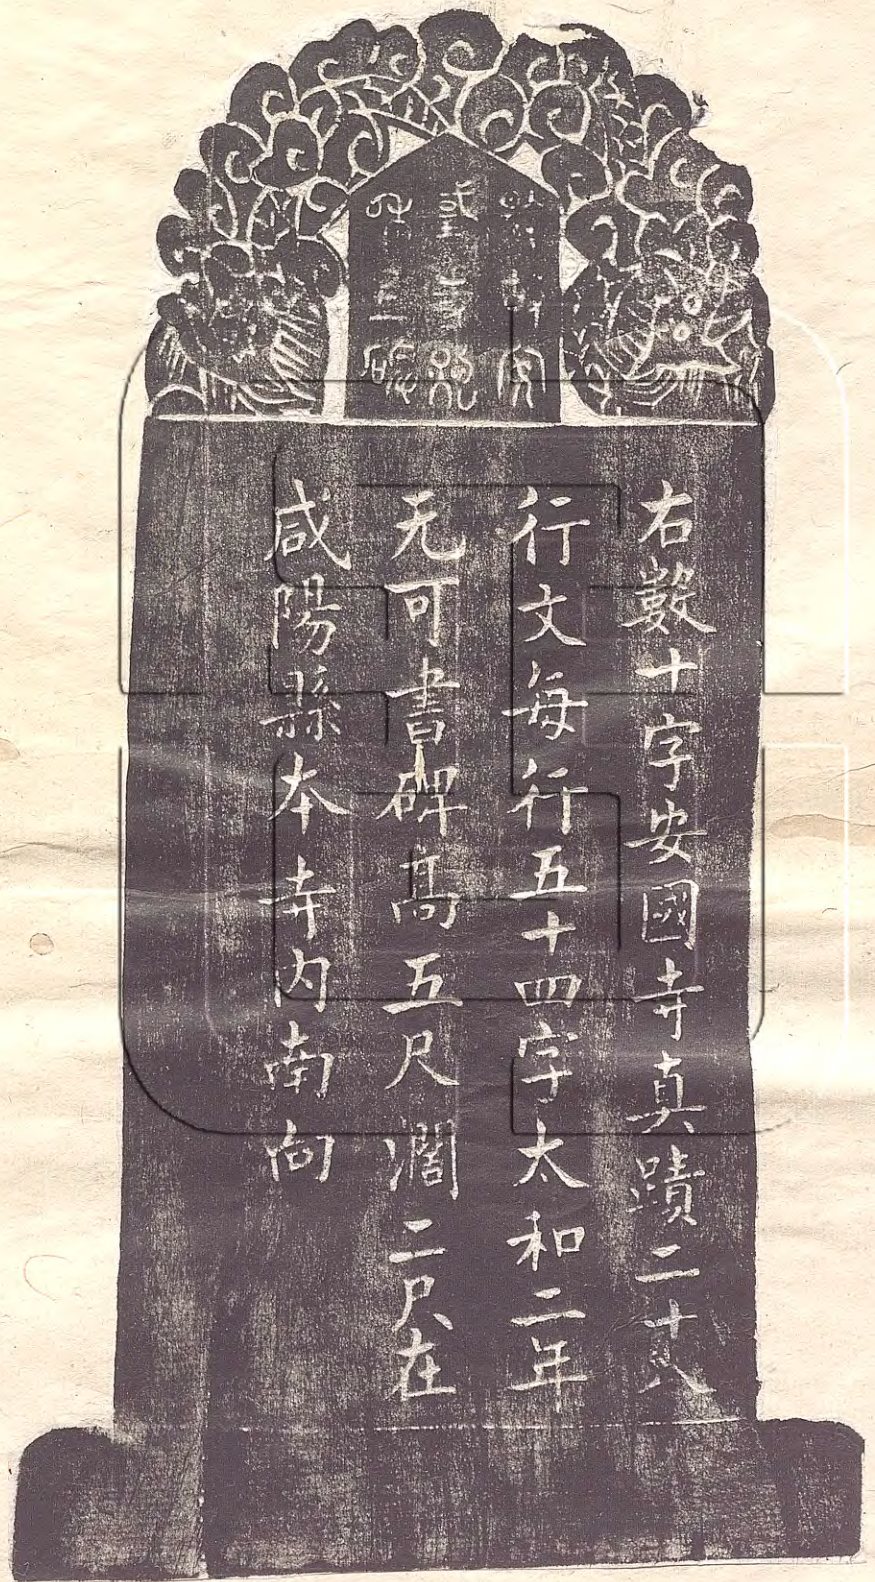 右數十字安國寺真蹟二十八
行文每行五十四字太和二年
无可書碑髙五尺濶二尺在
咸陽縣本寺内南向